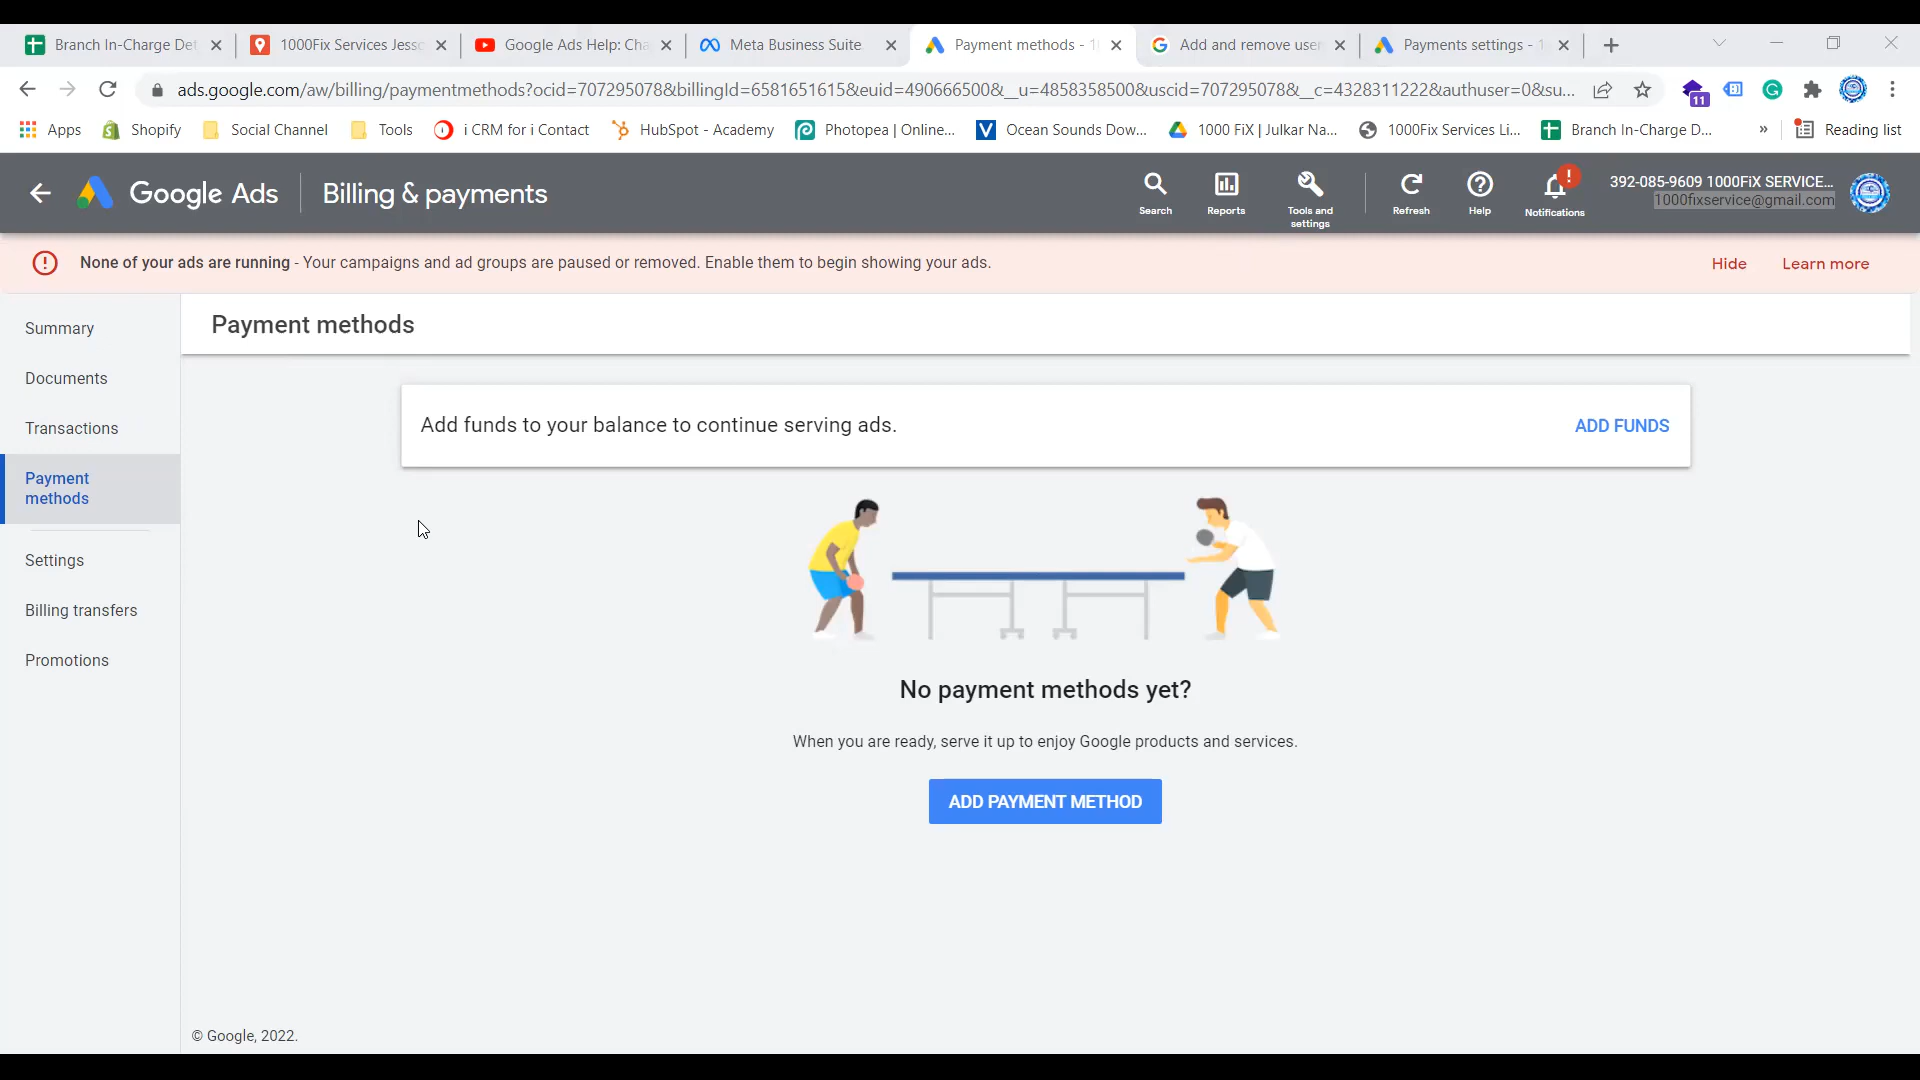 Branch In-Charge Det
1000Fix Services Jesso
Google Ads Help: Cha
Meta Business Suite
Payment methods - 1
Add and remove user
Payments settings - 1
ads.google.com/aw/billing/paymentmethods?ocid=707295078&billingId=6581651615&euid=490666500&__u=4858358500&uscid=707295078&__c=4328311222&authuser=0&su...
11
Apps
Shopify
Social Channel
Tools
i CRM for i Contact
HubSpot - Academy
Photopea | Online...
Ocean Sounds Dow...
1000 FiX | Julkar Na...
1000Fix Services Li...
Branch In-Charge D...
»
Reading list
Google Ads
Billing & payments
Search
Reports
Tools and
settings
Refresh
Help
Notifications
392-085-9609 1000FiX SERVICE...
1000fixservice@gmail.com
None of your ads are running - Your campaigns and ad groups are paused or removed. Enable them to begin showing your ads.
Hide
Learn more
Summary
Documents
Transactions
Payment
methods
Settings
Billing transfers
Promotions
Payment methods
Add funds to your balance to continue serving ads.
ADD FUNDS
No payment methods yet?
When you are ready, serve it up to enjoy Google products and services.
ADD PAYMENT METHOD
© Google, 2022.